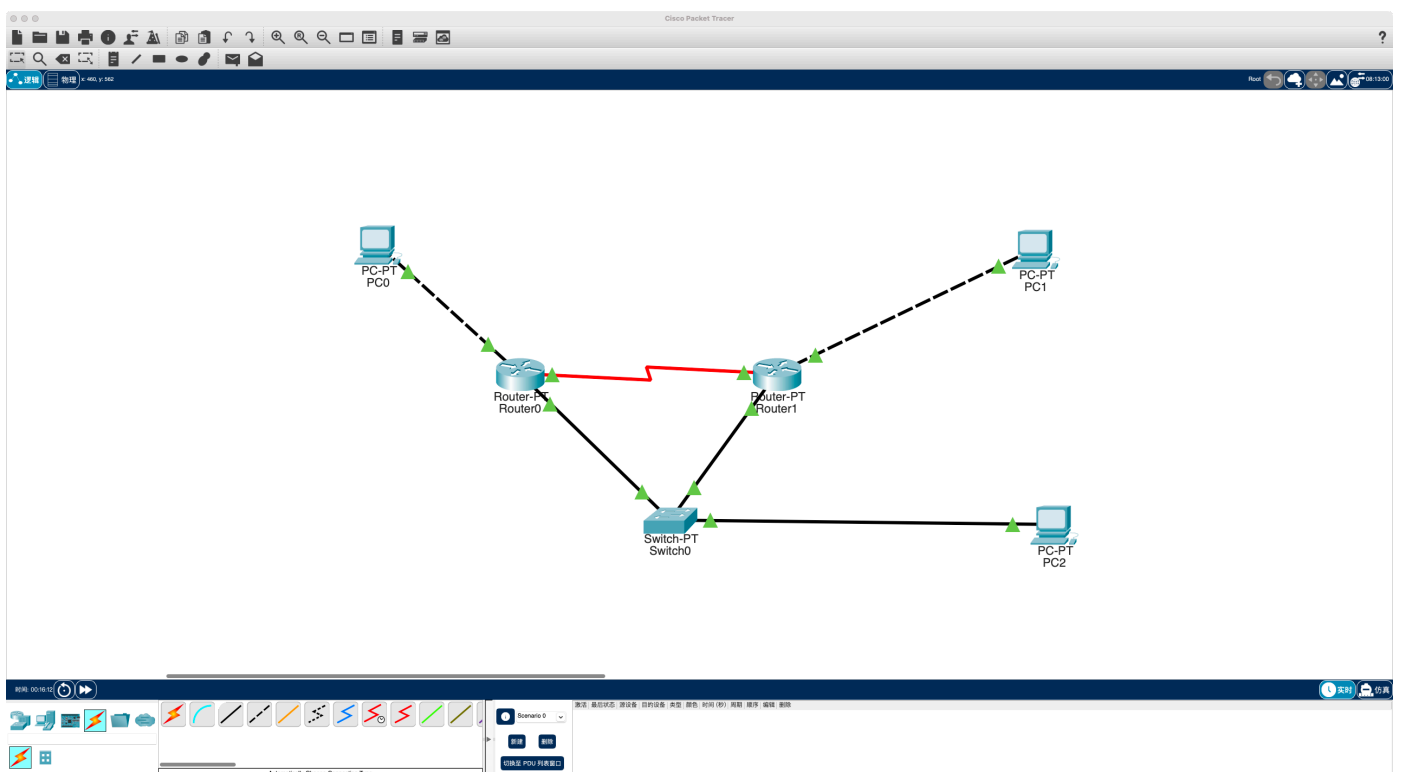 Cisco Packet Tracer
?
逻辑 物理 x: 460, y: 562 Root 08:13:00
PC-PT
PC0
PC-PT
PC1
Router-PT
Router0
Router-PT
Router1
Switch-PT
Switch0
PC-PT
PC2
时间: 00:16:12 实时 仿真
激活 最后状态 源设备 目的设备 类型 颜色 时间 (秒) 周期 顺序 编辑 删除
Scenario 0
新建 删除
切换至 PDU 列表窗口